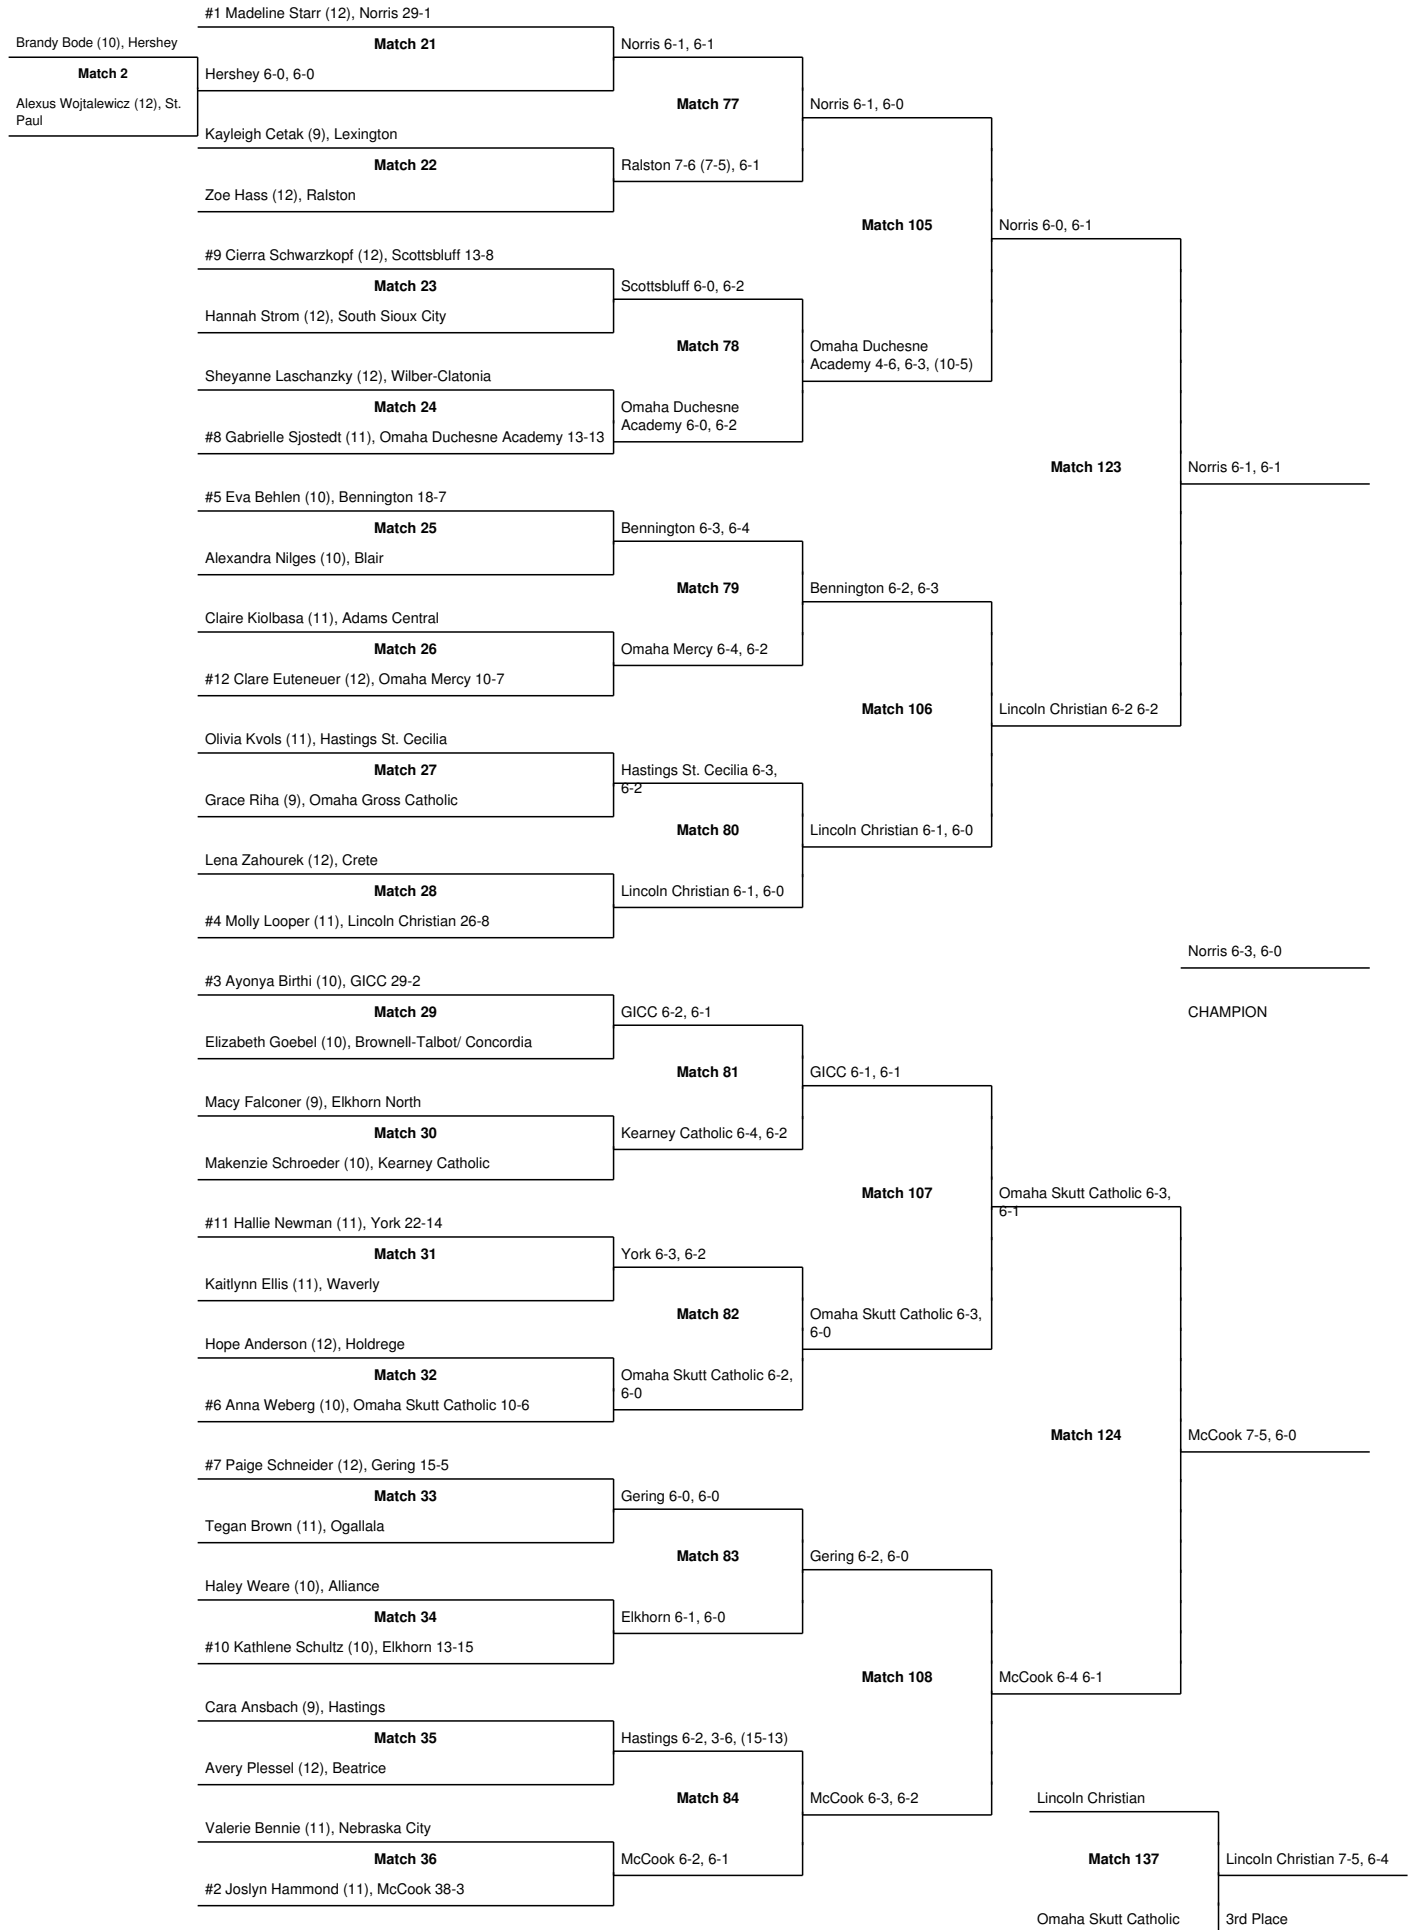 #1 Madeline Starr (12), Norris 29-1
Brandy Bode (10), Hershey
Match 21
Norris 6-1, 6-1
Match 2
Hershey 6-0, 6-0
Alexus Wojtalewicz (12), St.
Paul
Match 77
Norris 6-1, 6-0
Kayleigh Cetak (9), Lexington
Match 22
Ralston 7-6 (7-5), 6-1
Zoe Hass (12), Ralston
Match 105
Norris 6-0, 6-1
#9 Cierra Schwarzkopf (12), Scottsbluff 13-8
Match 23
Scottsbluff 6-0, 6-2
Hannah Strom (12), South Sioux City
Match 78
Omaha Duchesne
Academy 4-6, 6-3, (10-5)
Sheyanne Laschanzky (12), Wilber-Clatonia
Match 24
Omaha Duchesne
Academy 6-0, 6-2
#8 Gabrielle Sjostedt (11), Omaha Duchesne Academy 13-13
Match 123
Norris 6-1, 6-1
#5 Eva Behlen (10), Bennington 18-7
Match 25
Bennington 6-3, 6-4
Alexandra Nilges (10), Blair
Match 79
Bennington 6-2, 6-3
Claire Kiolbasa (11), Adams Central
Match 26
Omaha Mercy 6-4, 6-2
#12 Clare Euteneuer (12), Omaha Mercy 10-7
Match 106
Lincoln Christian 6-2 6-2
Olivia Kvols (11), Hastings St. Cecilia
Match 27
Hastings St. Cecilia 6-3,
6-2
Grace Riha (9), Omaha Gross Catholic
Match 80
Lincoln Christian 6-1, 6-0
Lena Zahourek (12), Crete
Match 28
Lincoln Christian 6-1, 6-0
#4 Molly Looper (11), Lincoln Christian 26-8
Norris 6-3, 6-0
#3 Ayonya Birthi (10), GICC 29-2
Match 29
GICC 6-2, 6-1
CHAMPION
Elizabeth Goebel (10), Brownell-Talbot/ Concordia
Match 81
GICC 6-1, 6-1
Macy Falconer (9), Elkhorn North
Match 30
Kearney Catholic 6-4, 6-2
Makenzie Schroeder (10), Kearney Catholic
Match 107
Omaha Skutt Catholic 6-3,
6-1
#11 Hallie Newman (11), York 22-14
Match 31
York 6-3, 6-2
Kaitlynn Ellis (11), Waverly
Match 82
Omaha Skutt Catholic 6-3,
6-0
Hope Anderson (12), Holdrege
Match 32
Omaha Skutt Catholic 6-2,
6-0
#6 Anna Weberg (10), Omaha Skutt Catholic 10-6
Match 124
McCook 7-5, 6-0
#7 Paige Schneider (12), Gering 15-5
Match 33
Gering 6-0, 6-0
Tegan Brown (11), Ogallala
Match 83
Gering 6-2, 6-0
Haley Weare (10), Alliance
Match 34
Elkhorn 6-1, 6-0
#10 Kathlene Schultz (10), Elkhorn 13-15
Match 108
McCook 6-4 6-1
Cara Ansbach (9), Hastings
Match 35
Hastings 6-2, 3-6, (15-13)
Avery Plessel (12), Beatrice
Match 84
McCook 6-3, 6-2
Lincoln Christian
Valerie Bennie (11), Nebraska City
Match 36
McCook 6-2, 6-1
Match 137
Lincoln Christian 7-5, 6-4
#2 Joslyn Hammond (11), McCook 38-3
Omaha Skutt Catholic
3rd Place